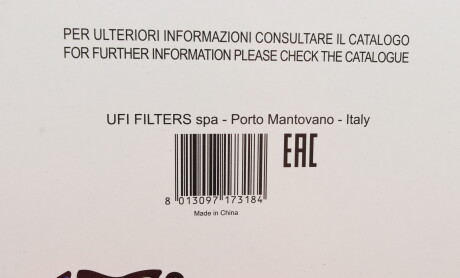 PER ULTERIORI INFORMAZIONI CONSULTARE IL CATALOGO
FOR FURTHER INFORMATION PLEASE CHECK THE CATALOGUE
UFI FILTERS spa - Porto Mantovano - Italy
EAC
8 013097 173184
Made in China